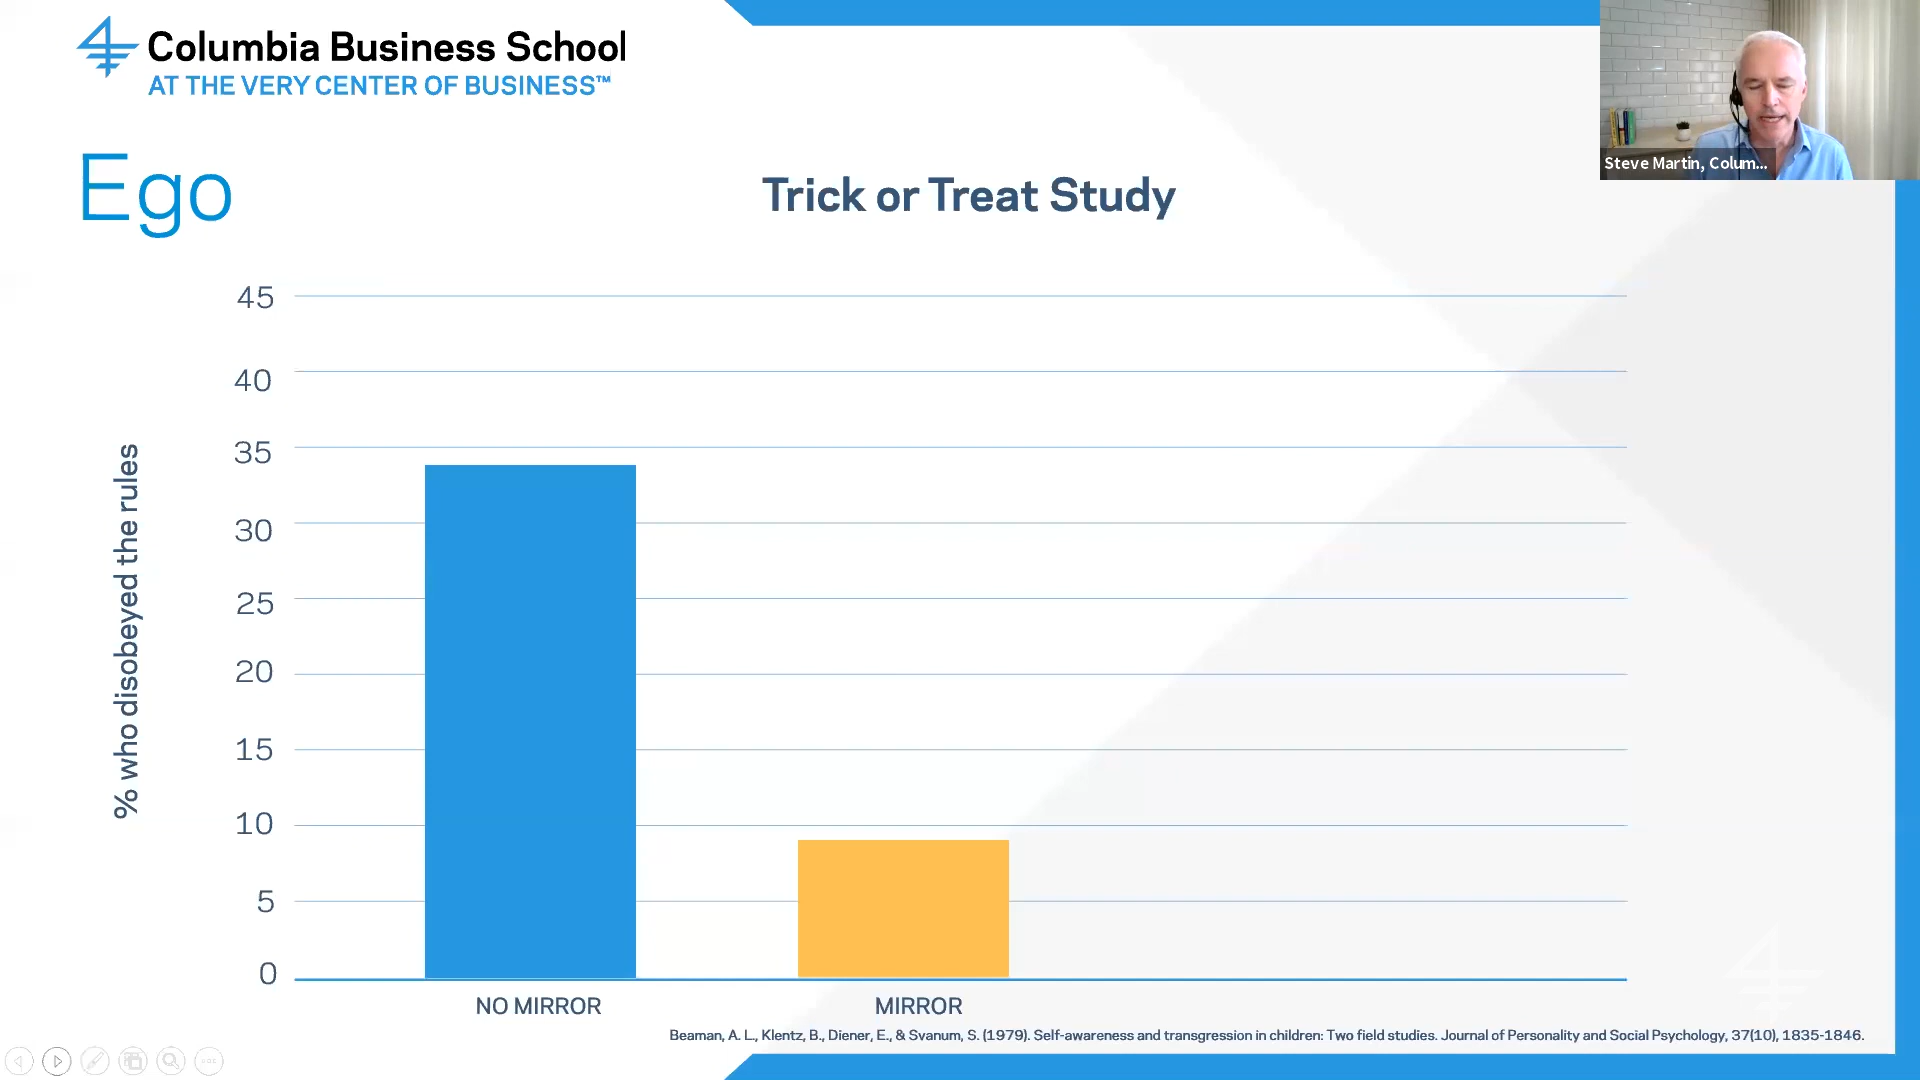 Columbia Business School
AT THE VERY CENTER OF BUSINESS™
Steve Martin, Colum...
Ego
Trick or Treat Study
% who disobeyed the rules
45
40
35
30
25
20
15
10
5
0
NO MIRROR
MIRROR
Beaman, A. L., Klentz, B., Diener, E., & Svanum, S. (1979). Self-awareness and transgression in children: Two field studies. Journal of Personality and Social Psychology, 37(10), 1835-1846.